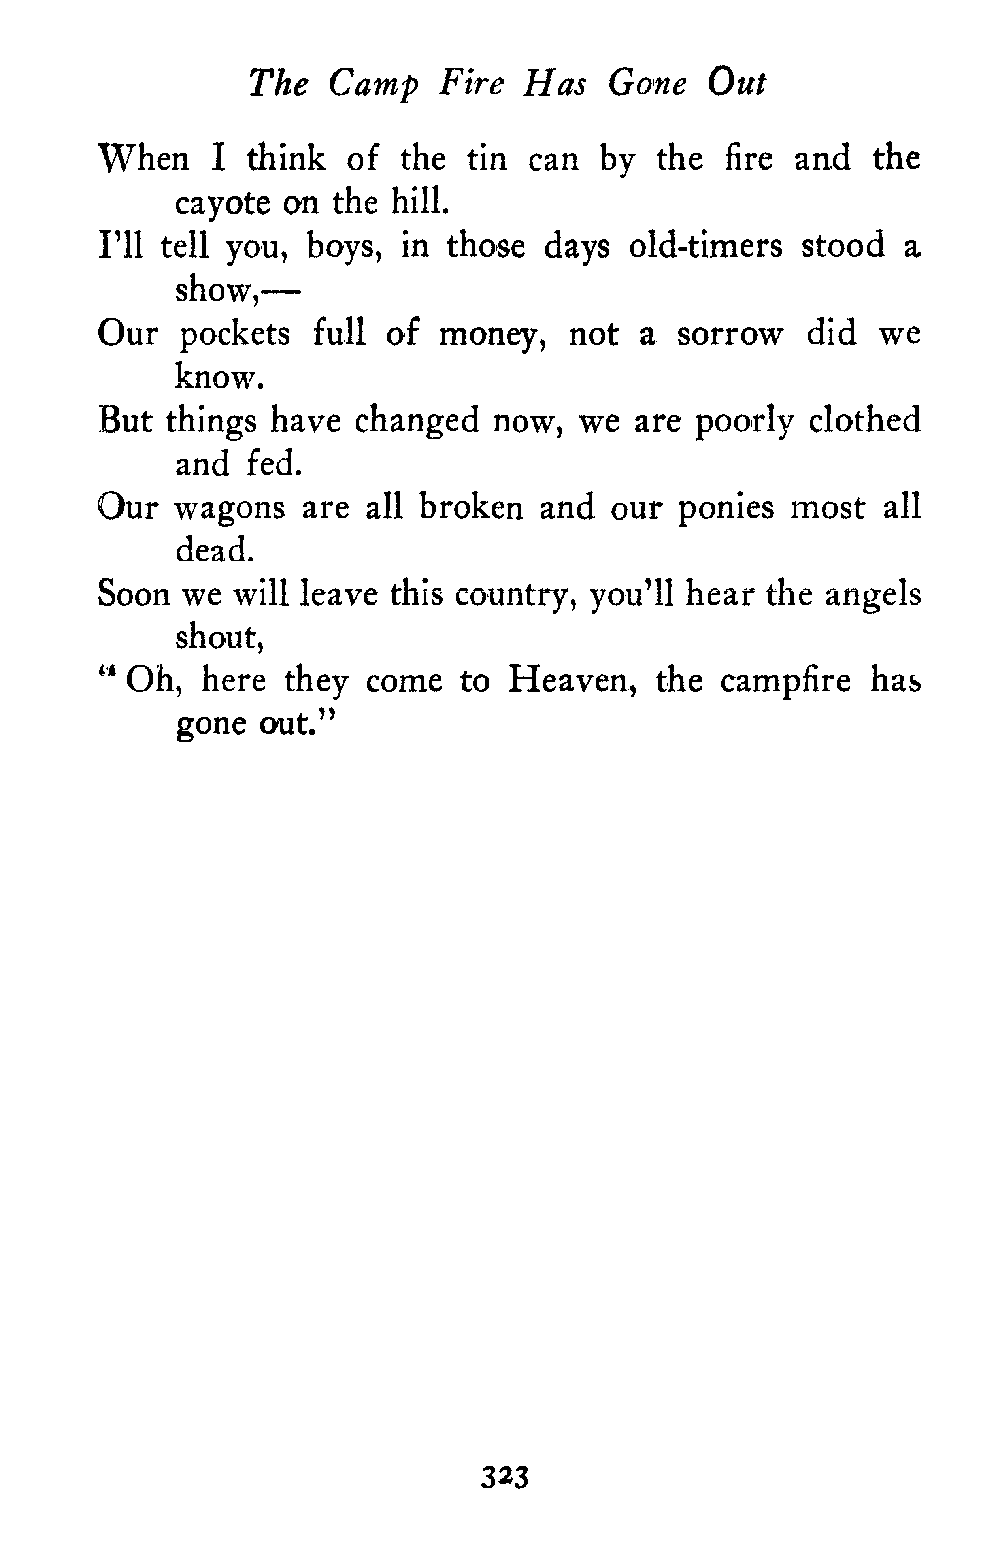 The Camp Fire Has Gone Out
When I think of the tin can by the fire and the
cayote on the hill.
I'll tell you, boys, in those days old-timers stood a
show,—
Our pockets full of money, not a sorrow did we
know.
But things have changed now, we are poorly clothed
and fed.
Our wagons are all broken and our ponies most all
dead.
Soon we will leave this country, you'll hear the angels
shout,
“ Oh, here they come to Heaven, the campfire has
gone out.”
323